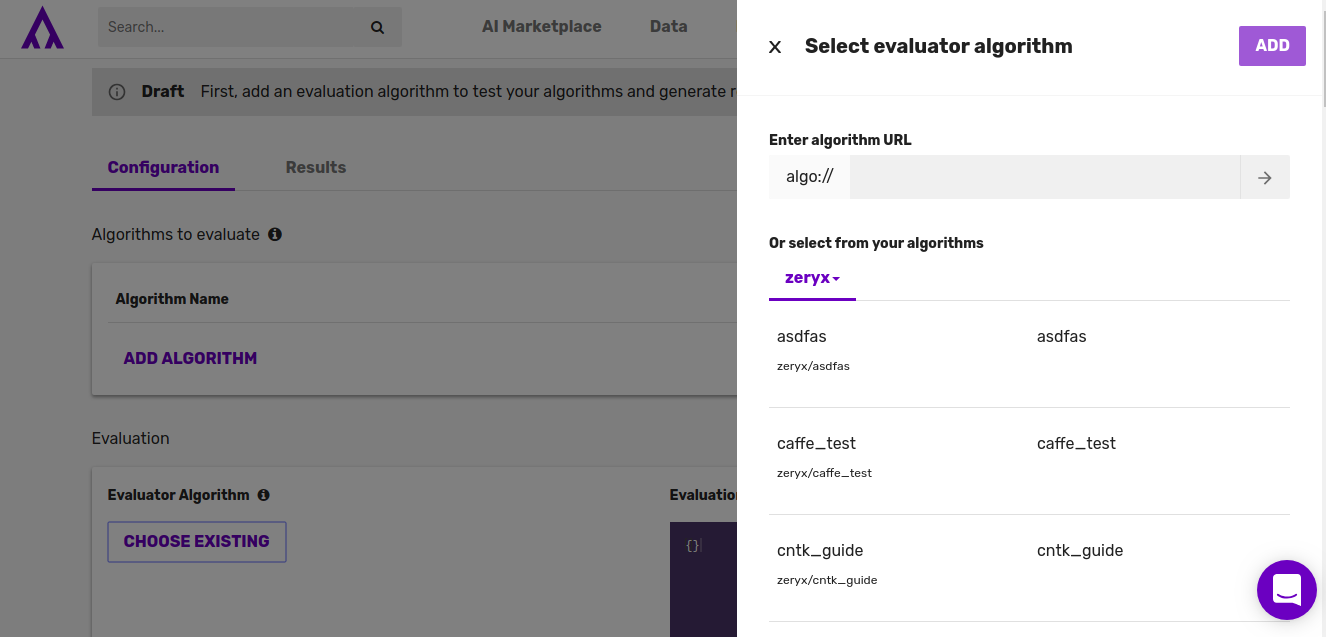 Search...
AI Marketplace
Data
Draft First, add an evaluation algorithm to test your algorithms and generate r
Configuration
Results
Algorithms to evaluate
Algorithm Name
ADD ALGORITHM
Evaluation
Evaluator Algorithm
CHOOSE EXISTING
Evaluation
{}
X Select evaluator algorithm
ADD
Enter algorithm URL
algo://
Or select from your algorithms
zeryx
asdfas
asdfas
zeryx/asdfas
caffe_test
caffe_test
zeryx/caffe_test
cntk_guide
cntk_guide
zeryx/cntk_guide